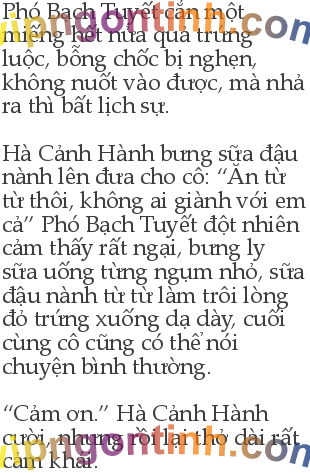 Phó Bạch Tuyết cắn một
miếng hết nửa quả trứng
luộc, bỗng chốc bị nghẹn,
không nuốt vào được, mà nhả
ra thì bất lịch sự.
Hà Cảnh Hành bưng sữa đậu
nành lên đưa cho cô: “Ăn từ
từ thôi, không ai giành với em
cả” Phó Bạch Tuyết đột nhiên
cảm thấy rất ngại, bưng ly
sữa uống từng ngụm nhỏ, sữa
đậu nành từ từ làm trôi lòng
đỏ trứng xuống dạ dày, cuối
cùng cô cũng có thể nói
chuyện bình thường.
“Cảm ơn.” Hà Cảnh Hành
cười, nhưng rồi lại thở dài rất
cảm khái.
vipngontinh.com
vipngontinh.com